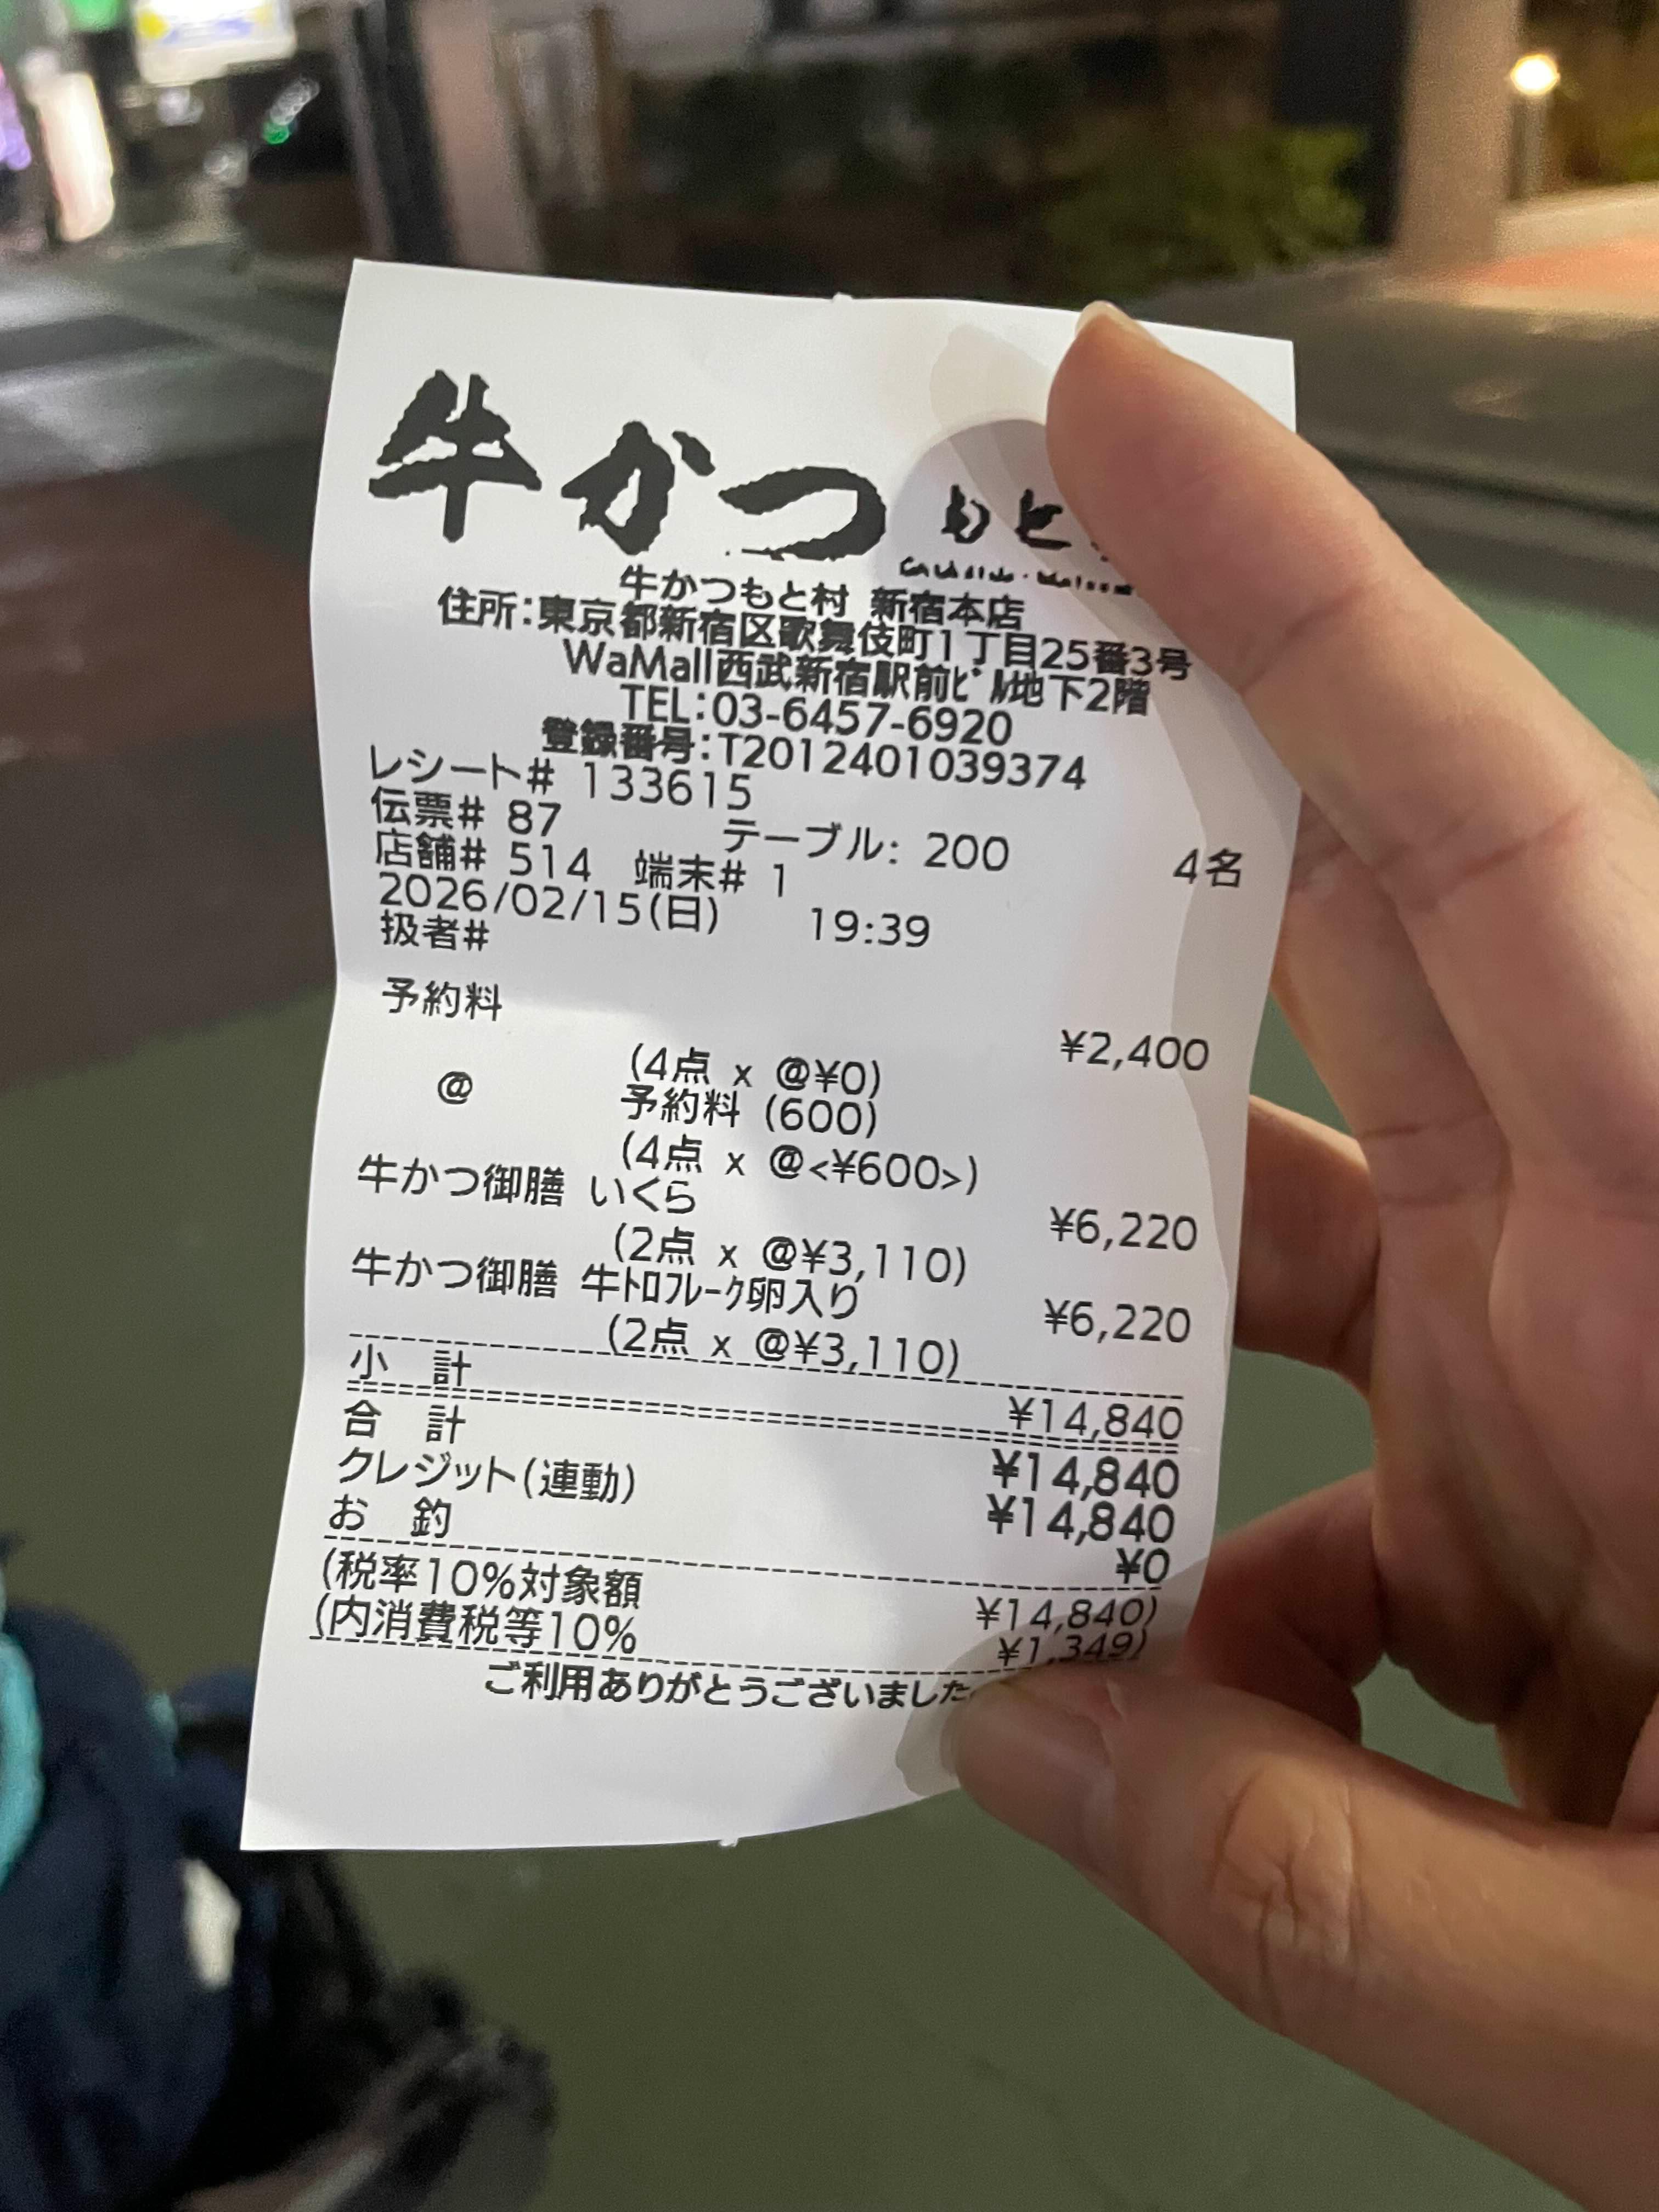 牛かつ もと
牛かつもと村 新宿本店
住所:東京都新宿区歌舞伎町1丁目25番3号
WaMall西武新宿駅前ﾋﾞﾙ地下2階
TEL:03-6457-6920
登録番号:T2012401039374
レシート# 133615
伝票# 87 テーブル: 200 4名
店舗# 514 端末# 1
2026/02/15(日) 19:39
扱者#
予約料 ¥2,400
(4点 x @¥0)
@ 予約料 (600)
(4点 x @<¥600>)
牛かつ御膳 いくら ¥6,220
(2点 x @¥3,110)
牛かつ御膳 牛ﾄﾛﾌﾚｰｸ卵入り ¥6,220
(2点 x @¥3,110)
小 計 ¥14,840
合 計 ¥14,840
クレジット(連動) ¥14,840
お 釣 ¥0
(税率10%対象額 ¥14,840)
(内消費税等10% ¥1,349)
ご利用ありがとうございました